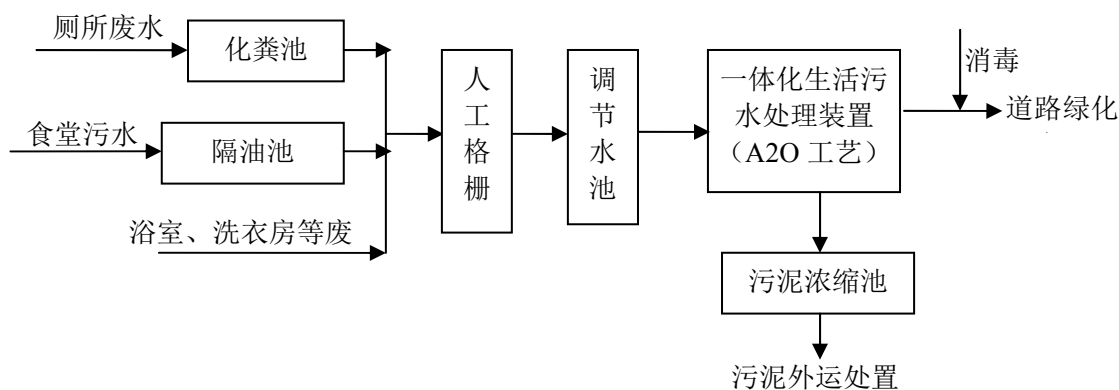 厕所废水
化粪池
食堂污水
隔油池
浴室、洗衣房等废
人
工
格
栅
调
节
水
池
一体化生活污
水处理装置
（A2O 工艺）
消毒
道路绿化
污泥浓缩池
污泥外运处置